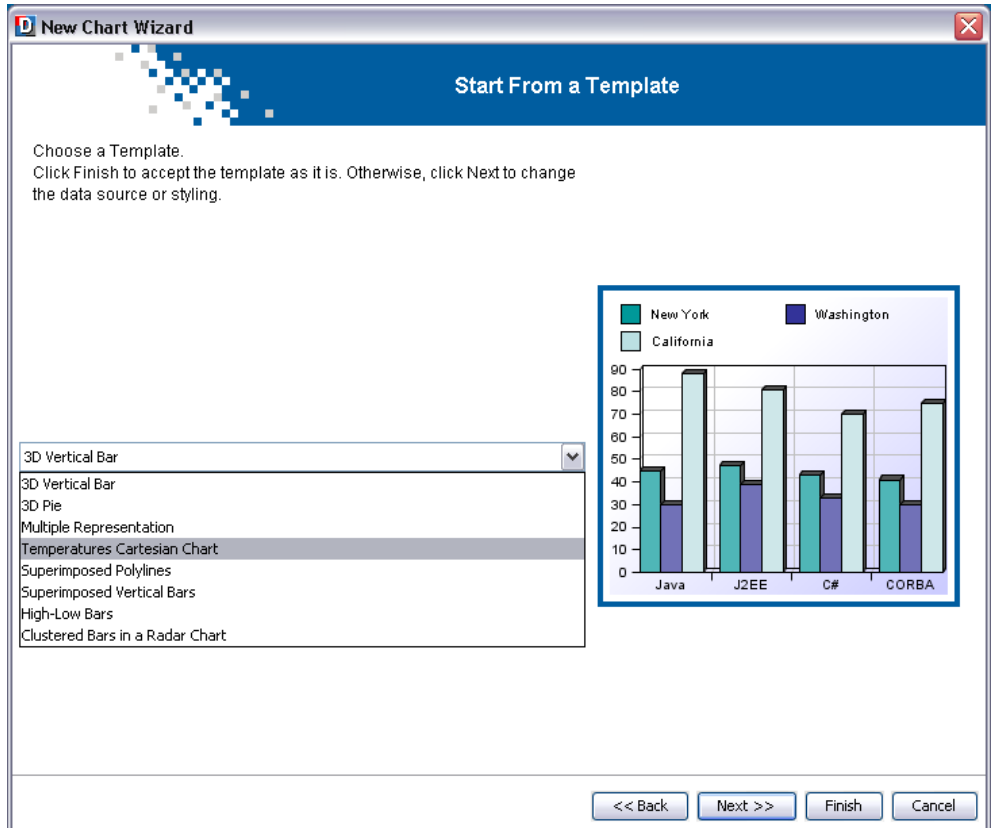 New Chart Wizard
Start From a Template
Choose a Template.
Click Finish to accept the template as it is. Otherwise, click Next to change
the data source or styling.
3D Vertical Bar
3D Vertical Bar
3D Pie
Multiple Representation
Temperatures Cartesian Chart
Superimposed Polylines
Superimposed Vertical Bars
High-Low Bars
Clustered Bars in a Radar Chart
New York Washington
California
90
80
70
60
50
40
30
20
10
0
Java J2EE C# CORBA
<< Back Next >> Finish Cancel